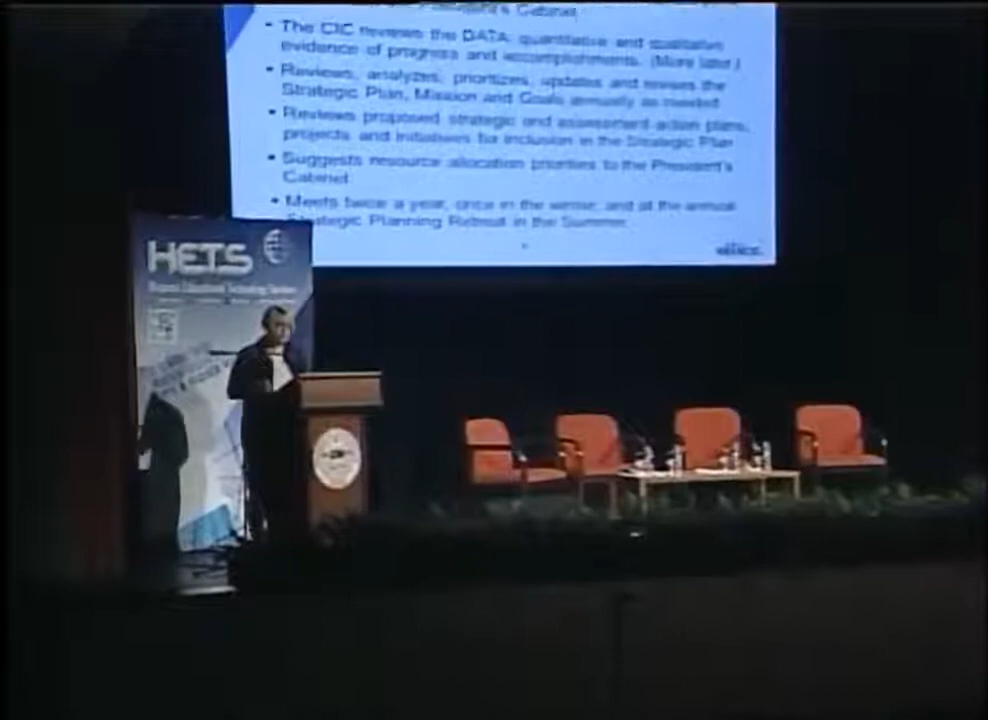 President's Cabinet
• The CIC reviews the DATA: quantitative and qualitative
evidence of progress and accomplishments. (More later)
• Reviews, analyzes, prioritizes, updates and revises the
Strategic Plan, Mission and Goals annually as needed
• Reviews proposed strategic and assessment action plans,
projects and initiatives for inclusion in the Strategic Plan
• Suggests resource allocation priorities to the President's
Cabinet
• Meets twice a year, once in the winter, and at the annual
Strategic Planning Retreat in the Summer.
HETS